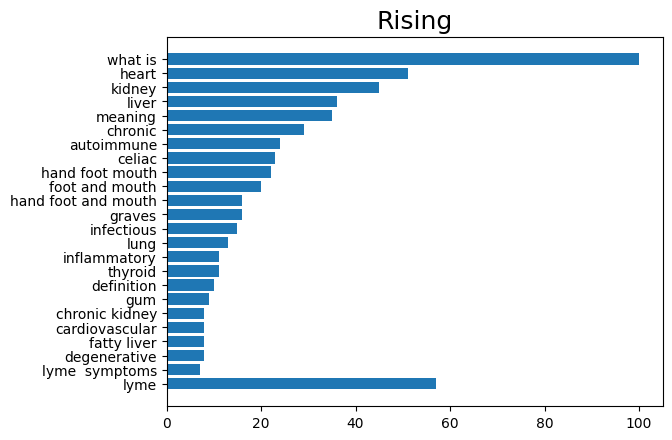 Rising
what is
heart
kidney
liver
meaning
chronic
autoimmune
celiac
hand foot mouth
foot and mouth
hand foot and mouth
graves
infectious
lung
inflammatory
thyroid
definition
gum
chronic kidney
cardiovascular
fatty liver
degenerative
lyme  symptoms
lyme
0 20 40 60 80 100